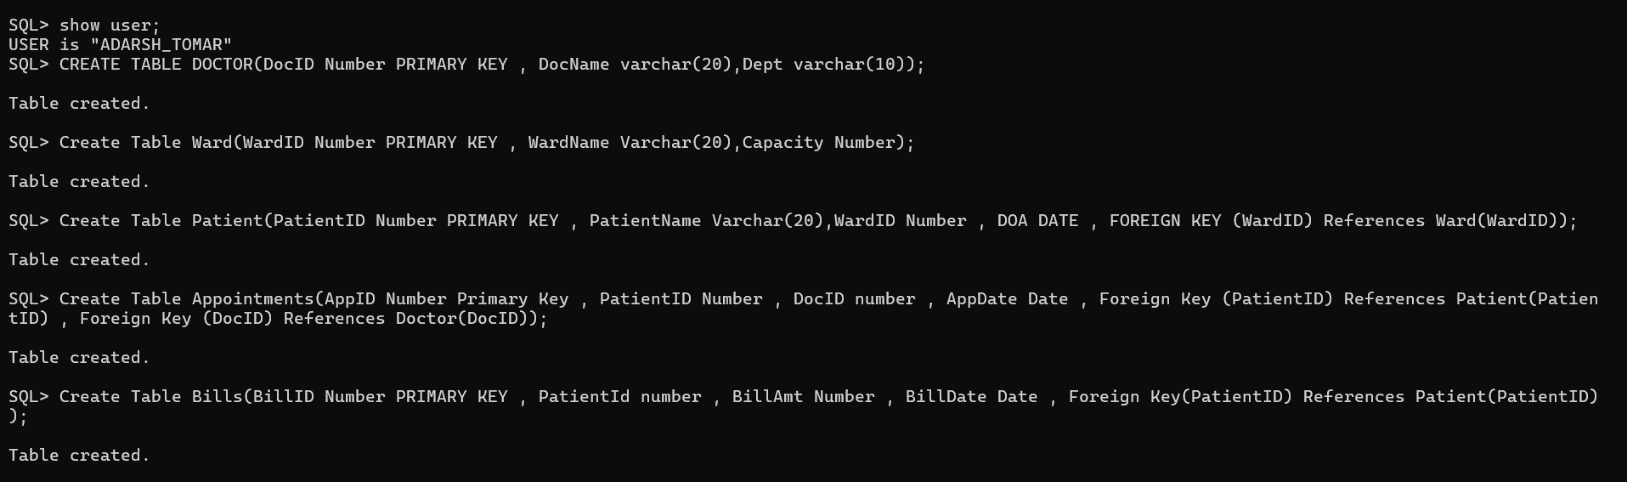 SQL> show user;
USER is "ADARSH_TOMAR"
SQL> CREATE TABLE DOCTOR(DocID Number PRIMARY KEY , DocName varchar(20),Dept varchar(10));
Table created.
SQL> Create Table Ward(WardID Number PRIMARY KEY , WardName Varchar(20),Capacity Number);
Table created.
SQL> Create Table Patient(PatientID Number PRIMARY KEY , PatientName Varchar(20),WardID Number , DOA DATE , FOREIGN KEY (WardID) References Ward(WardID));
Table created.
SQL> Create Table Appointments(AppID Number Primary Key , PatientID Number , DocID number , AppDate Date , Foreign Key (PatientID) References Patient(Patien
tID) , Foreign Key (DocID) References Doctor(DocID));
Table created.
SQL> Create Table Bills(BillID Number PRIMARY KEY , PatientId number , BillAmt Number , BillDate Date , Foreign Key(PatientID) References Patient(PatientID)
);
Table created.